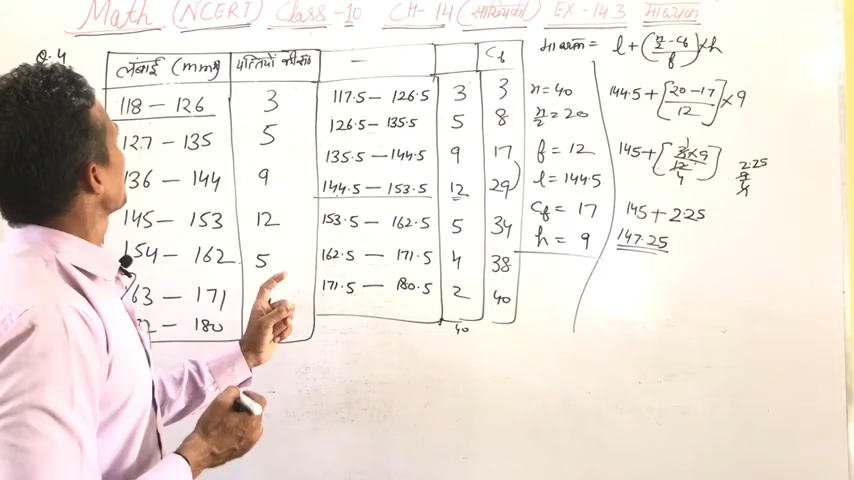 Math (NCERT) Class-10 CH-14 (सांख्यिकी) EX-14.3 माध्यक
Q.4
लंबाई (mm) पत्तियों की सं०
118 - 126 3
127 - 135 5
136 - 144 9
145 - 153 12
154 - 162 5
163 - 171
180
— Cf
117.5 - 126.5 3 3
126.5 - 135.5 5 8
135.5 - 144.5 9 17
144.5 - 153.5 12 29
153.5 - 162.5 5 34
162.5 - 171.5 4 38
171.5 - 180.5 2 40
40
n = 40
n/2 = 20
f = 12
l = 144.5
Cf = 17
h = 9
माध्यक = l + (n/2 - cf / f) × h
144.5 + [20 - 17 / 12] × 9
145 + [3 × 9 / 12] 1 4
2.25
9
4
145 + 2.25
147.25